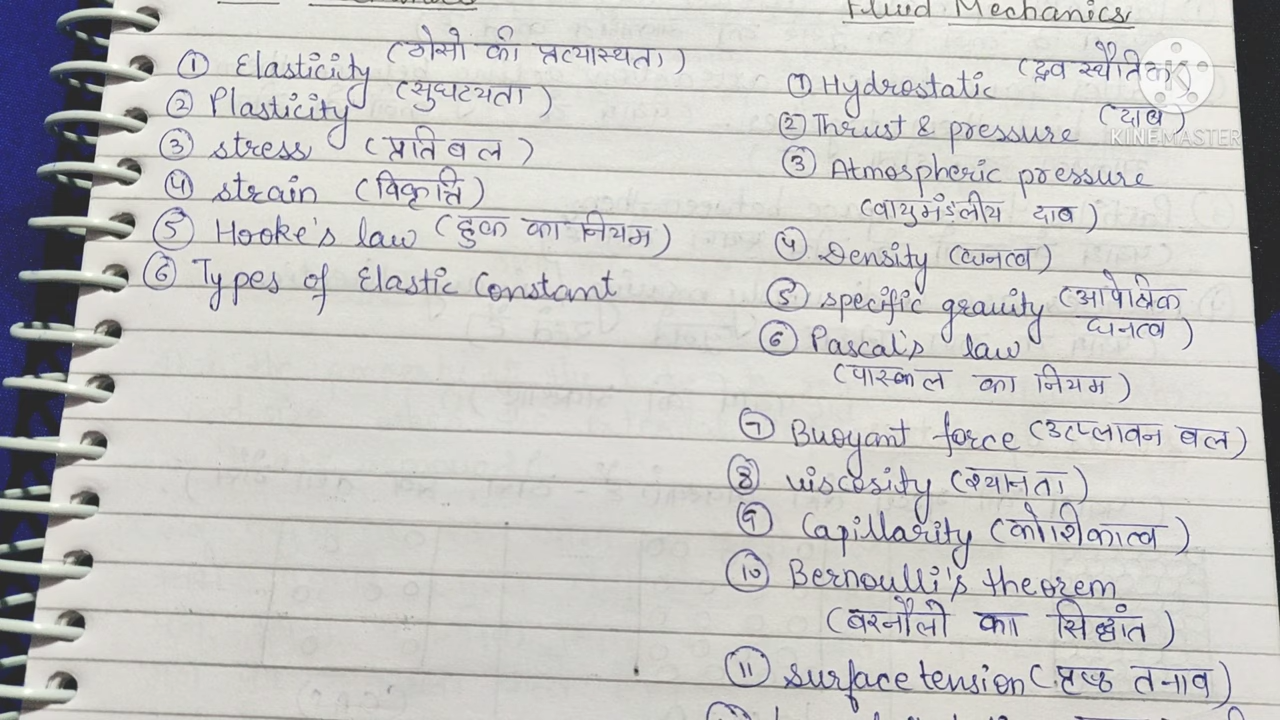 Fluid Mechanics
① Elasticity (गेसो की प्रत्यास्थता)
② Plasticity (सुघटयता)
③ stress (प्रतिबल)
④ strain (विकृति)
⑤ Hooke's law (हुक का नियम)
⑥ Types of Elastic Constant
① Hydrostatic (द्रव स्थैतिक)
② Thrust & pressure (दाब)
③ Atmospheric pressure
(वायुमंडलीय दाब)
④ Density (घनत्व)
⑤ specific gravity (आपेक्षिक
घनत्व)
⑥ Pascal's law
(पास्कल का नियम)
⑦ Buoyant force (उत्प्लावन बल)
⑧ viscosity (श्यानता)
⑨ Capillarity (कोशिकात्व)
⑩ Bernoulli's theorem
(बरनौली का सिद्धांत)
⑪ surface tension (पृष्ठ तनाव)
KINEMASTER